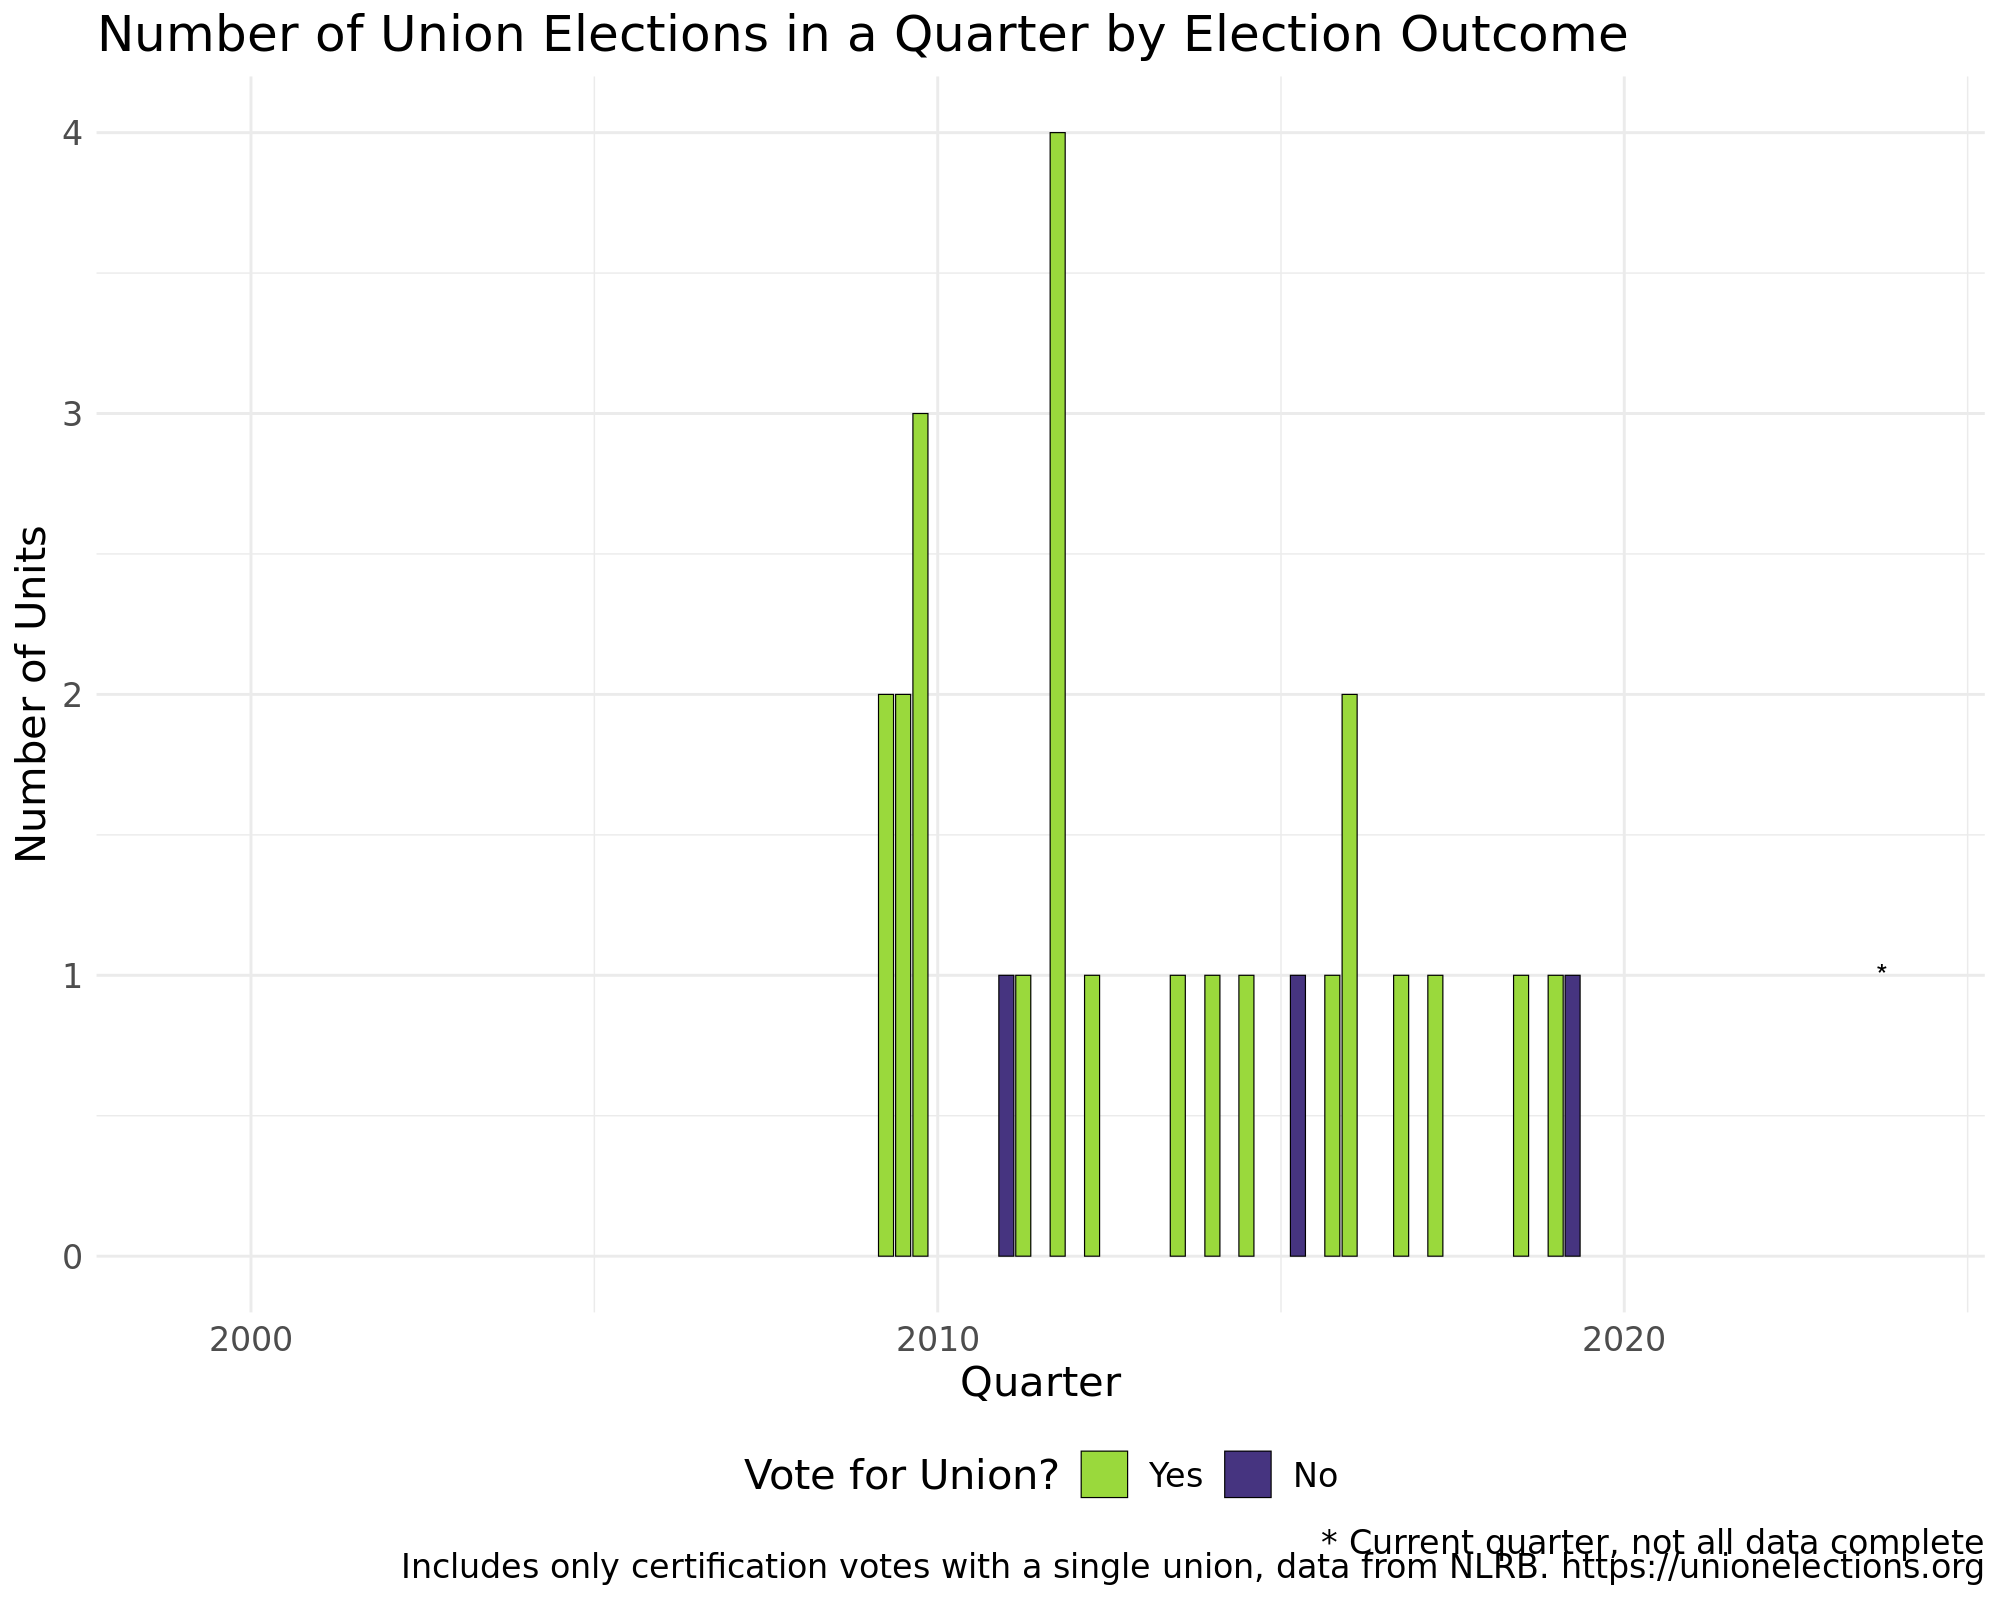 Number of Union Elections in a Quarter by Election Outcome
4
3
2
1
0
Number of Units
*
2000 2010 2020
Quarter
Vote for Union? Yes No
* Current quarter, not all data complete
Includes only certification votes with a single union, data from NLRB. https://unionelections.org